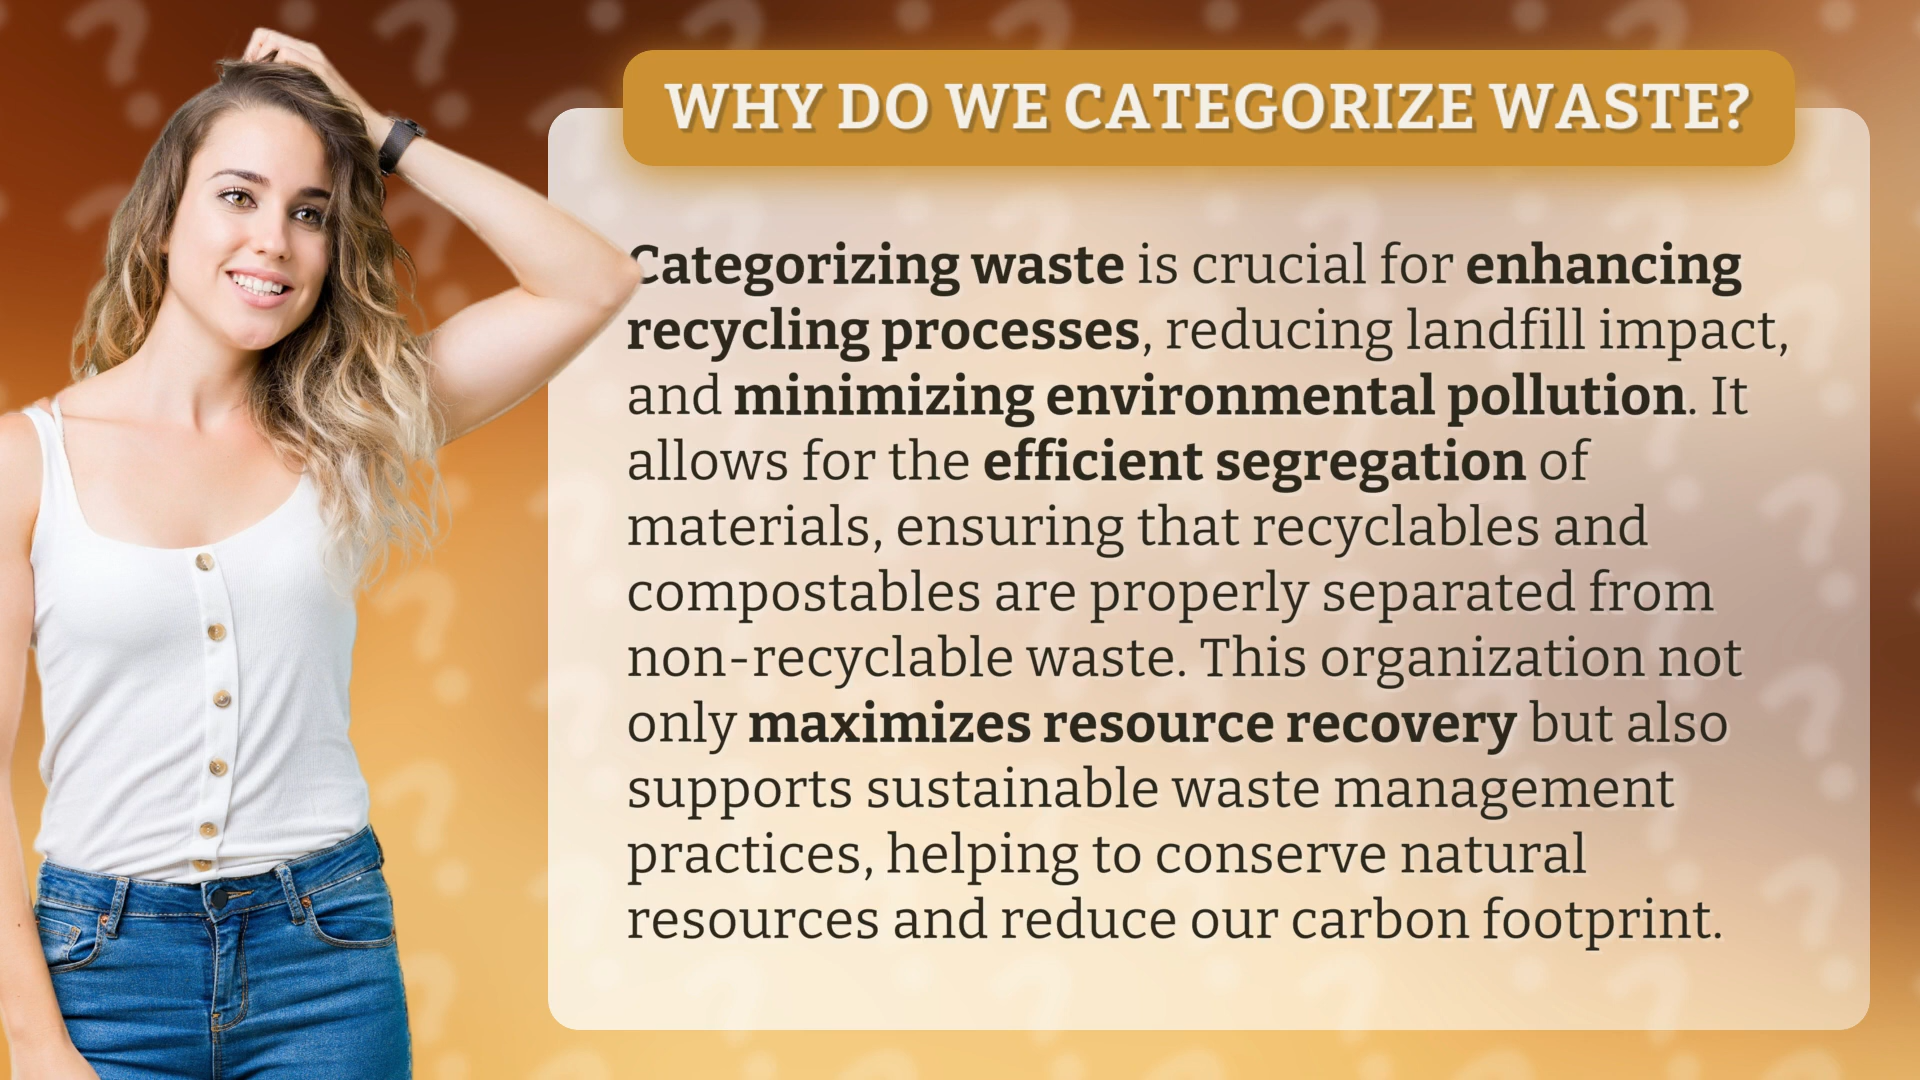 WHY DO WE CATEGORIZE WASTE?
Categorizing waste is crucial for enhancing
recycling processes, reducing landfill impact,
and minimizing environmental pollution. It
allows for the efficient segregation of
materials, ensuring that recyclables and
compostables are properly separated from
non-recyclable waste. This organization not
only maximizes resource recovery but also
supports sustainable waste management
practices, helping to conserve natural
resources and reduce our carbon footprint.